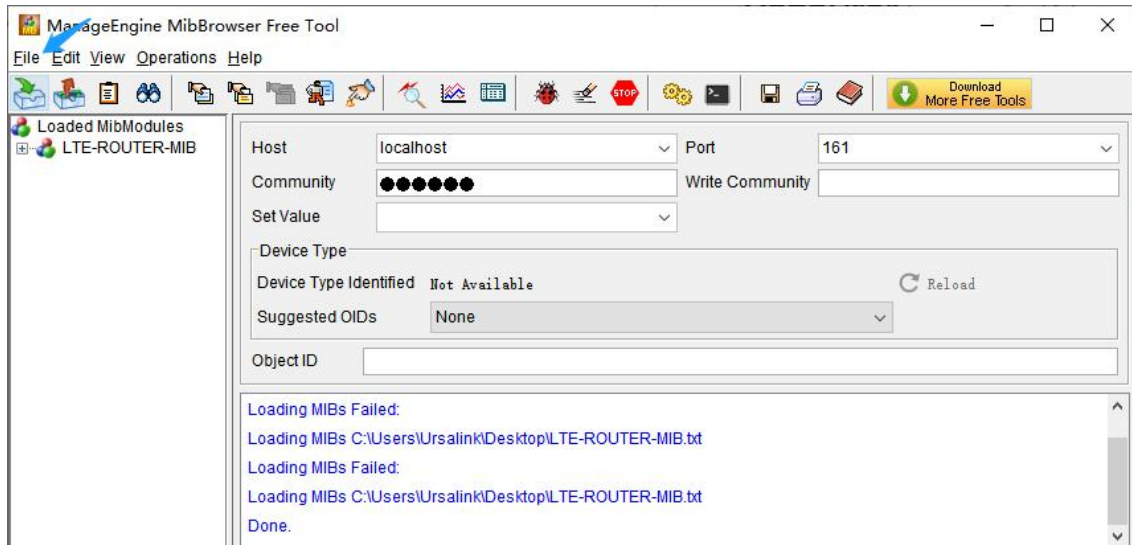 ManageEngine MibBrowser Free Tool
File Edit View Operations Help
STOP
Download
More Free Tools
Loaded MibModules
LTE-ROUTER-MIB
Host localhost Port 161
Community ●●●●●● Write Community
Set Value
Device Type
Device Type Identified Not Available Reload
Suggested OIDs None
Object ID
Loading MIBs Failed:
Loading MIBs C:\Users\Ursalink\Desktop\LTE-ROUTER-MIB.txt
Loading MIBs Failed:
Loading MIBs C:\Users\Ursalink\Desktop\LTE-ROUTER-MIB.txt
Done.